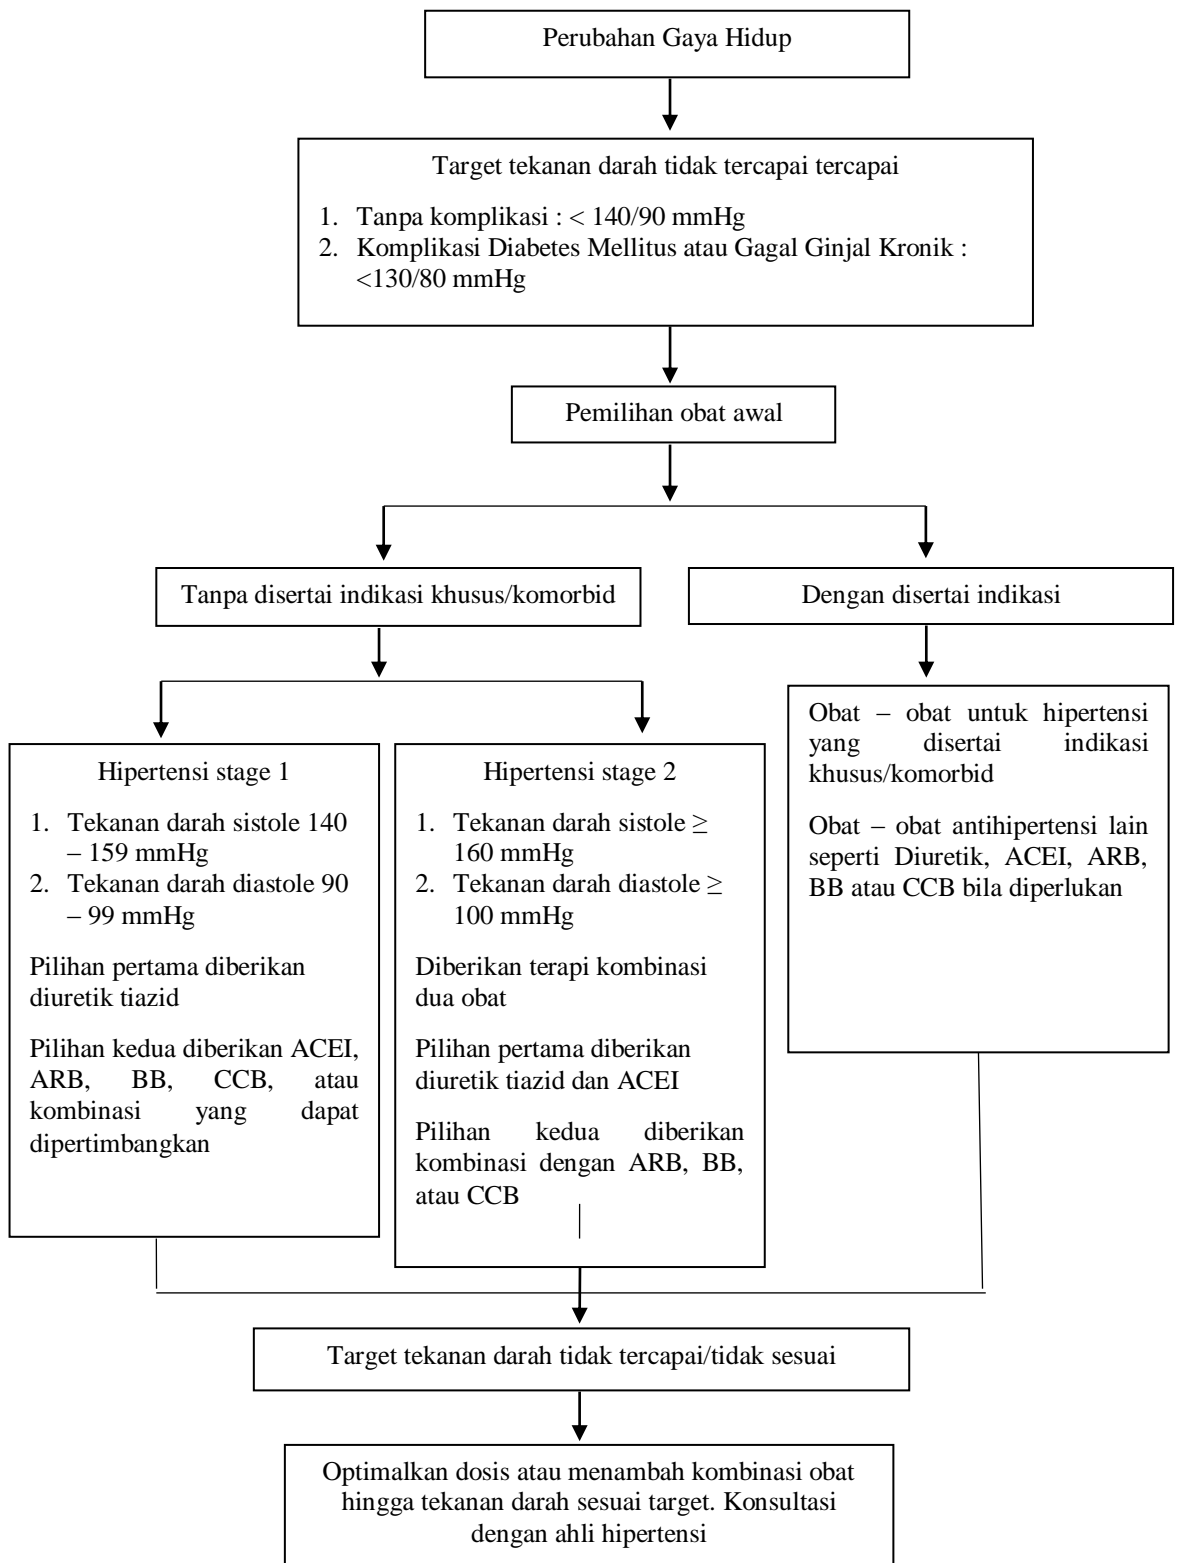 Perubahan Gaya Hidup
Target tekanan darah tidak tercapai tercapai
1. Tanpa komplikasi : < 140/90 mmHg
2. Komplikasi Diabetes Mellitus atau Gagal Ginjal Kronik :
<130/80 mmHg
Pemilihan obat awal
Tanpa disertai indikasi khusus/komorbid
Dengan disertai indikasi
Hipertensi stage 1
1. Tekanan darah sistole 140
– 159 mmHg
2. Tekanan darah diastole 90
– 99 mmHg
Pilihan pertama diberikan
diuretik tiazid
Pilihan kedua diberikan ACEI,
ARB, BB, CCB, atau
kombinasi yang dapat
dipertimbangkan
Hipertensi stage 2
1. Tekanan darah sistole ≥
160 mmHg
2. Tekanan darah diastole ≥
100 mmHg
Diberikan terapi kombinasi
dua obat
Pilihan pertama diberikan
diuretik tiazid dan ACEI
Pilihan kedua diberikan
kombinasi dengan ARB, BB,
atau CCB
Obat – obat untuk hipertensi
yang disertai indikasi
khusus/komorbid
Obat – obat antihipertensi lain
seperti Diuretik, ACEI, ARB,
BB atau CCB bila diperlukan
Target tekanan darah tidak tercapai/tidak sesuai
Optimalkan dosis atau menambah kombinasi obat
hingga tekanan darah sesuai target. Konsultasi
dengan ahli hipertensi